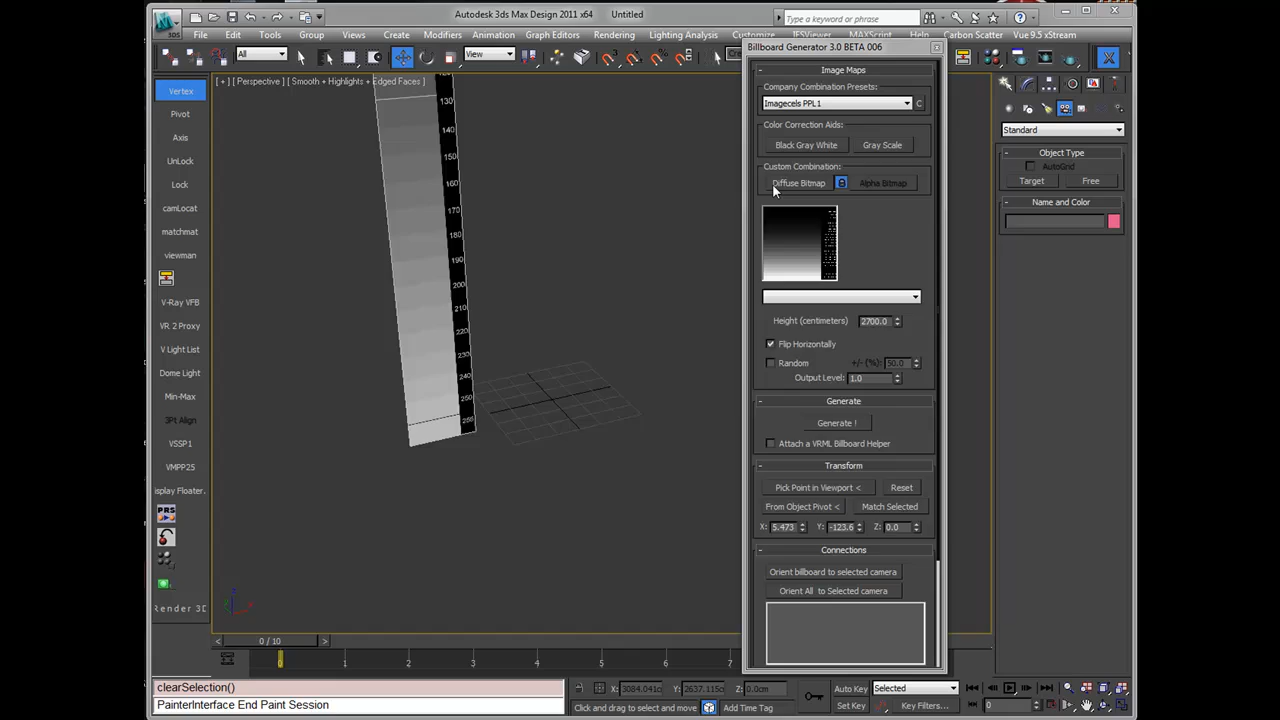 Autodesk 3ds Max Design 2011 x64 Untitled
Type a keyword or phrase
3DS
File Edit Tools Group Views Create Modifiers Animation Graph Editors Rendering Lighting Analysis Customize MAXScript Help Carbon Scatter Vue 9.5 xStream
All
View
Billboard Generator 3.0 BETA 006
[ + ] [ Perspective ] [ Smooth + Highlights + Edged Faces ]
Vertex
Pivot
Axis
UnLock
Lock
camLocat
matchmat
viewman
V-Ray VFB
VR 2 Proxy
V Light List
Dome Light
Min-Max
3Pt Align
VSSP1
VMPP25
isplay Floater.
PRS
Render 3D
130
140
150
160
170
180
190
200
210
220
230
240
250
255
Image Maps
Company Combination Presets:
Imagecels PPL1
C
Color Correction Aids:
Black Gray White Gray Scale
Custom Combination:
Diffuse Bitmap Alpha Bitmap
Height (centimeters) 2700.0
Flip Horizontally
Random +/- (%): 50.0
Output Level: 1.0
Generate
Generate !
Attach a VRML Billboard Helper
Transform
Pick Point in Viewport < Reset
From Object Pivot < Match Selected
X: 5.473 Y: -123.6 Z: 0.0
Connections
Orient billboard to selected camera
Orient All to Selected camera
Standard
Object Type
AutoGrid
Target Free
Name and Color
< 0 / 10 >
0 1 2 3 4 5 6 7
clearSelection()
PainterInterface End Paint Session
X: 3084.041c Y: 2637.115c Z: 0.0cm
Click and drag to select and move Add Time Tag
Auto Key Selected
Set Key Key Filters... 0